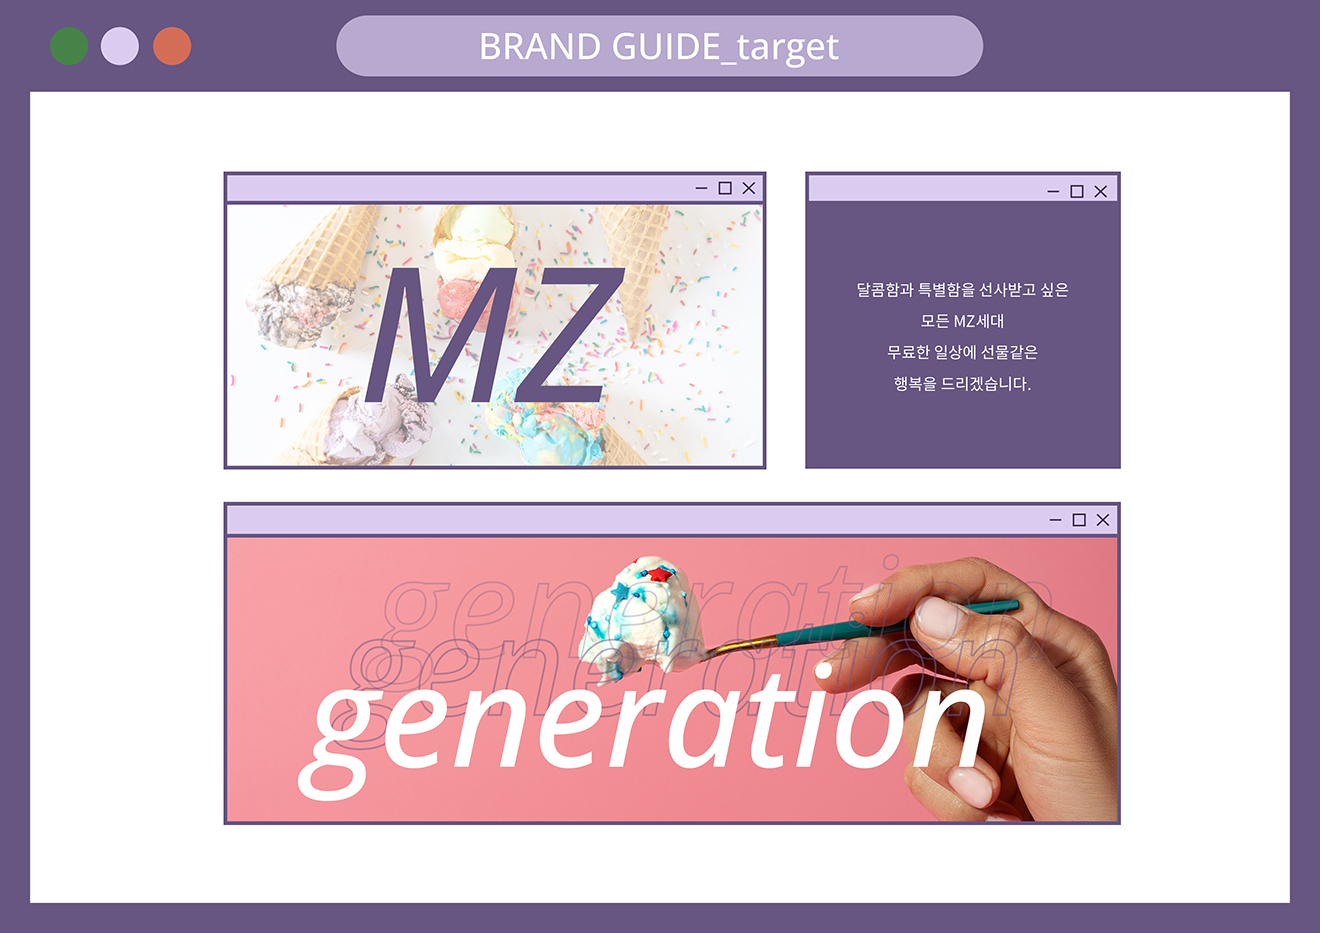 BRAND GUIDE_target
MZ
달콤함과 특별함을 선사받고 싶은
모든 MZ세대
무료한 일상에 선물같은
행복을 드리겠습니다.
generation
generation
generation